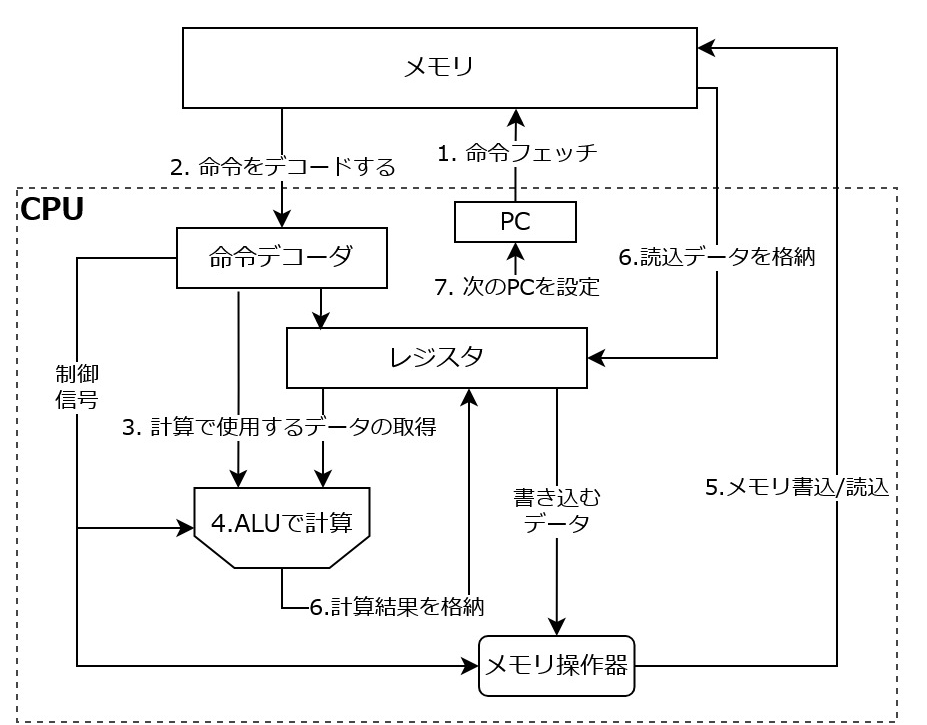 メモリ
1. 命令フェッチ
2. 命令をデコードする
CPU
PC
命令デコーダ
6.読込データを格納
7. 次のPCを設定
レジスタ
制御
信号
3. 計算で使用するデータの取得
5.メモリ書込/読込
書き込む
データ
4.ALUで計算
6.計算結果を格納
メモリ操作器